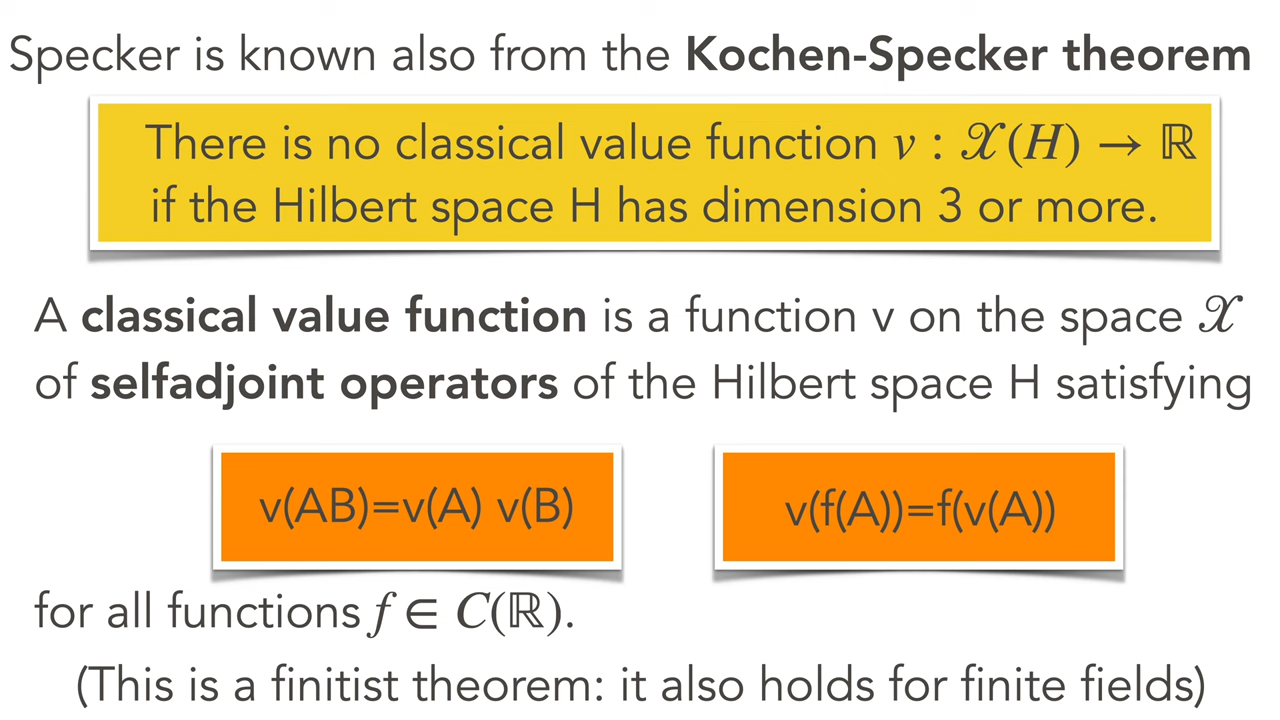 Specker is known also from the Kochen-Specker theorem
There is no classical value function v : 𝒳(H) → ℝ
if the Hilbert space H has dimension 3 or more.
A classical value function is a function v on the space 𝒳
of selfadjoint operators of the Hilbert space H satisfying
v(AB)=v(A) v(B)
v(f(A))=f(v(A))
for all functions f ∈ C(ℝ).
(This is a finitist theorem: it also holds for finite fields)